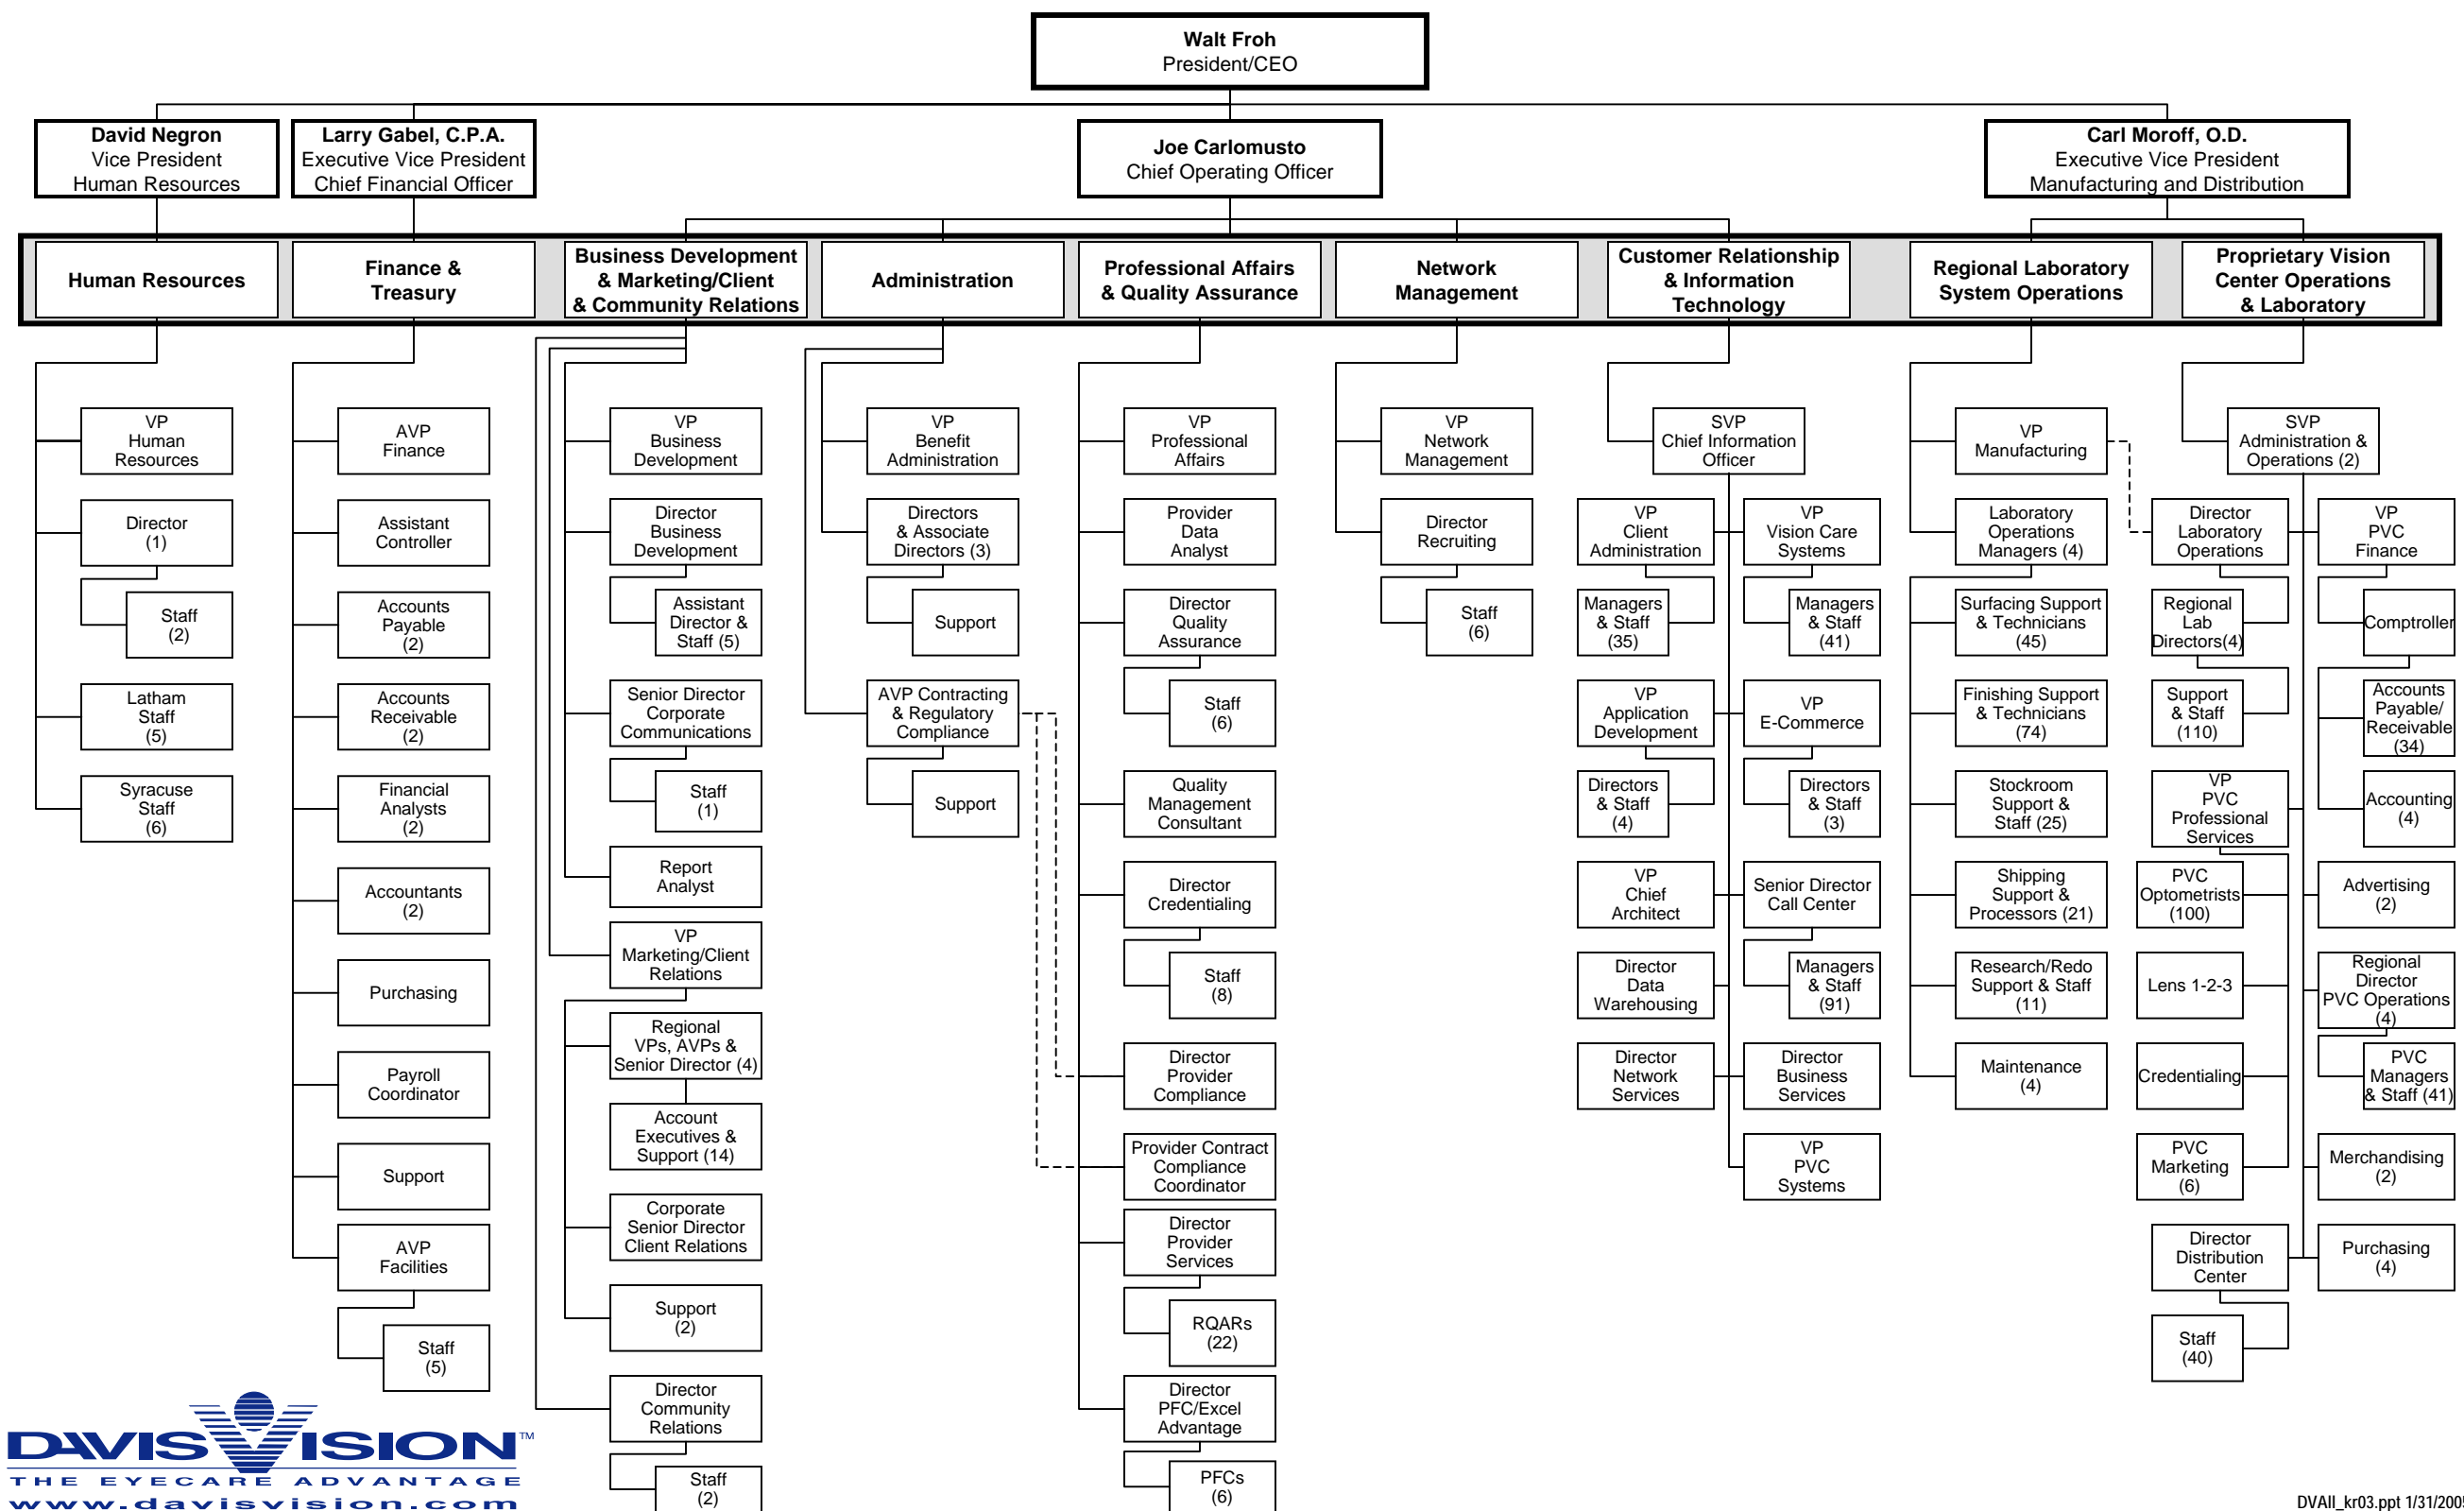 Walt Froh
President/CEO
David Negron
Vice President
Human Resources
Larry Gabel, C.P.A.
Executive Vice President
Chief Financial Officer
Joe Carlomusto
Chief Operating Officer
Carl Moroff, O.D.
Executive Vice President
Manufacturing and Distribution
Human Resources
Finance &
Treasury
Business Development
& Marketing/Client
& Community Relations
Administration
Professional Affairs
& Quality Assurance
Network
Management
Customer Relationship
& Information
Technology
Regional Laboratory
System Operations
Proprietary Vision
Center Operations
& Laboratory
VP
Human
Resources
Director
(1)
Staff
(2)
Latham
Staff
(5)
Syracuse
Staff
(6)
AVP
Finance
Assistant
Controller
Accounts
Payable
(2)
Accounts
Receivable
(2)
Financial
Analysts
(2)
Accountants
(2)
Purchasing
Payroll
Coordinator
Support
AVP
Facilities
Staff
(5)
VP
Business
Development
Director
Business
Development
Assistant
Director &
Staff (5)
Senior Director
Corporate
Communications
Staff
(1)
Report
Analyst
VP
Marketing/Client
Relations
Regional
VPs, AVPs &
Senior Director (4)
Account
Executives &
Support (14)
Corporate
Senior Director
Client Relations
Support
(2)
Director
Community
Relations
Staff
(2)
VP
Benefit
Administration
Directors
& Associate
Directors (3)
Support
AVP Contracting
& Regulatory
Compliance
Support
VP
Professional
Affairs
Provider
Data
Analyst
Director
Quality
Assurance
Staff
(6)
Quality
Management
Consultant
Director
Credentialing
Staff
(8)
Director
Provider
Compliance
Provider Contract
Compliance
Coordinator
Director
Provider
Services
RQARs
(22)
Director
PFC/Excel
Advantage
PFCs
(6)
VP
Network
Management
Director
Recruiting
Staff
(6)
SVP
Chief Information
Officer
VP
Client
Administration
Managers
& Staff
(35)
VP
Application
Development
Directors
& Staff
(4)
VP
Chief
Architect
Director
Data
Warehousing
Director
Network
Services
VP
Vision Care
Systems
Managers
& Staff
(41)
VP
E-Commerce
Directors
& Staff
(3)
Senior Director
Call Center
Managers
& Staff
(91)
Director
Business
Services
VP
PVC
Systems
VP
Manufacturing
Laboratory
Operations
Managers (4)
Surfacing Support
& Technicians
(45)
Finishing Support
& Technicians
(74)
Stockroom
Support &
Staff (25)
Shipping
Support &
Processors (21)
Research/Redo
Support & Staff
(11)
Maintenance
(4)
SVP
Administration &
Operations (2)
Director
Laboratory
Operations
Regional
Lab
Directors(4)
Support
& Staff
(110)
VP
PVC
Professional
Services
PVC
Optometrists
(100)
Lens 1-2-3
Credentialing
PVC
Marketing
(6)
Director
Distribution
Center
Staff
(40)
VP
PVC
Finance
Comptroller
Accounts
Payable/
Receivable
(34)
Accounting
(4)
Advertising
(2)
Regional
Director
PVC Operations
(4)
PVC
Managers
& Staff (41)
Merchandising
(2)
Purchasing
(4)
DAVIS VISION™
THE EYECARE ADVANTAGE
www.davisvision.com
DVAll_kr03.ppt 1/31/200